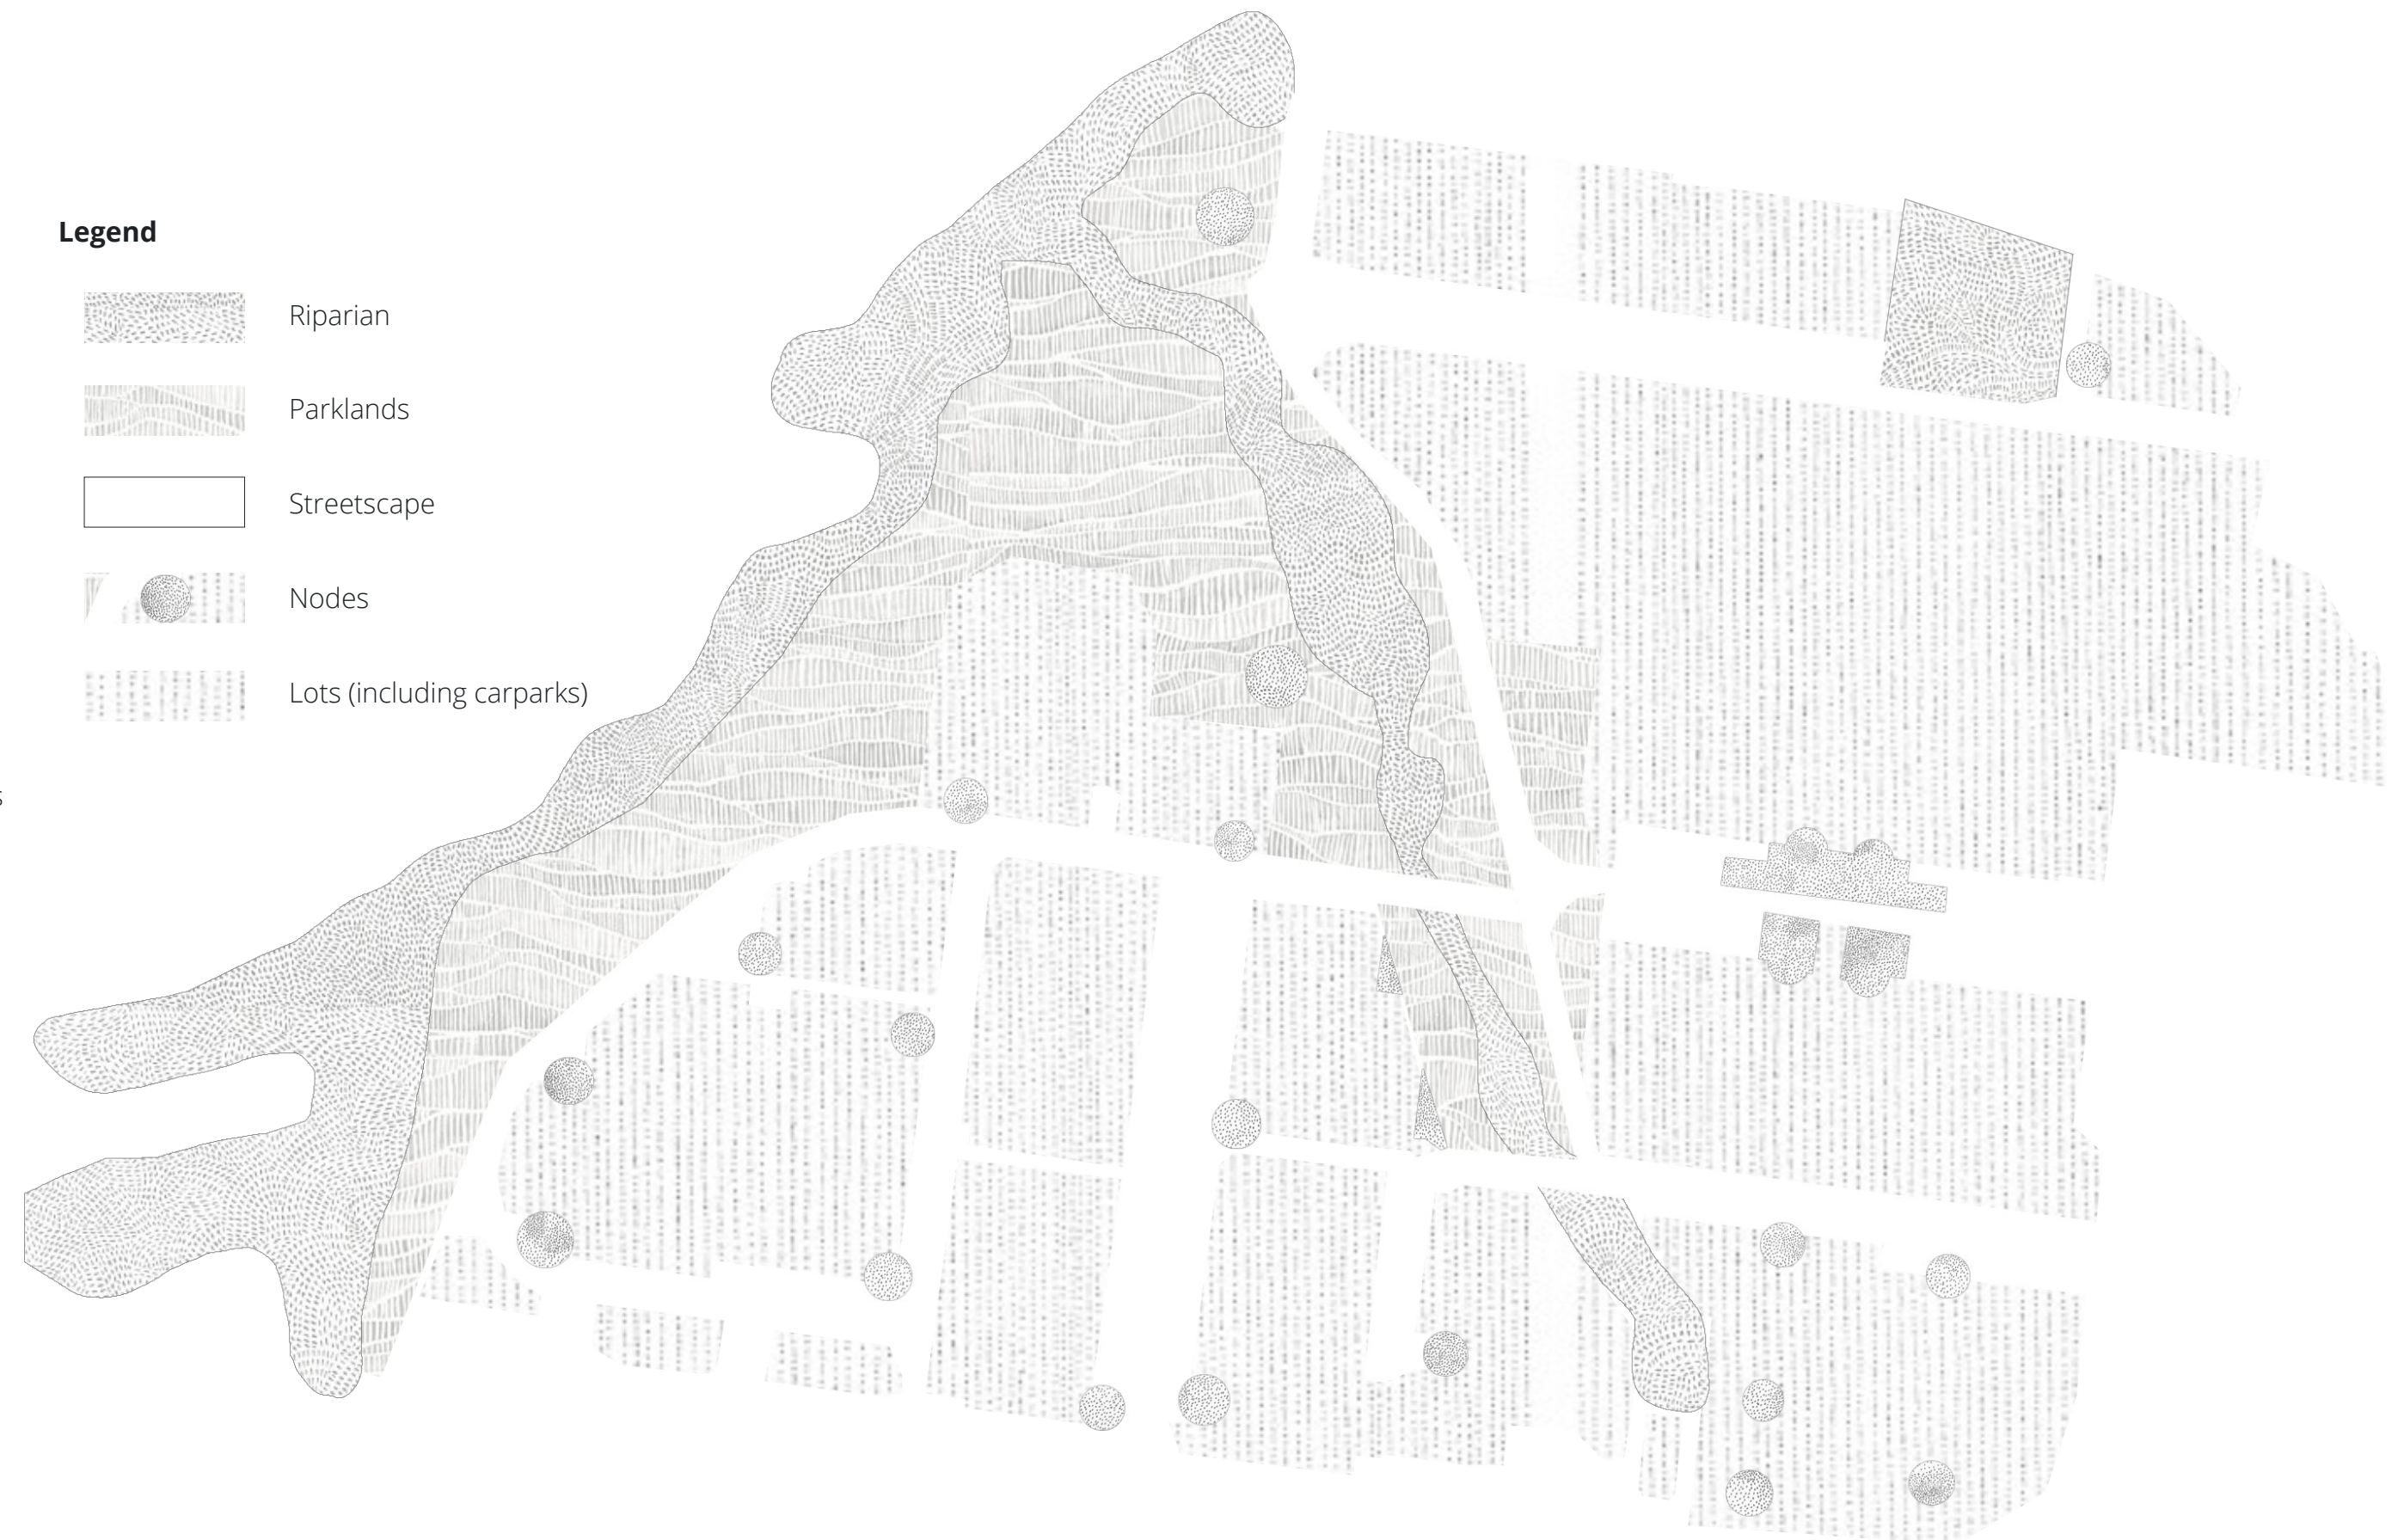 Legend
Riparian
Parklands
Streetscape
Nodes
Lots (including carparks)
s